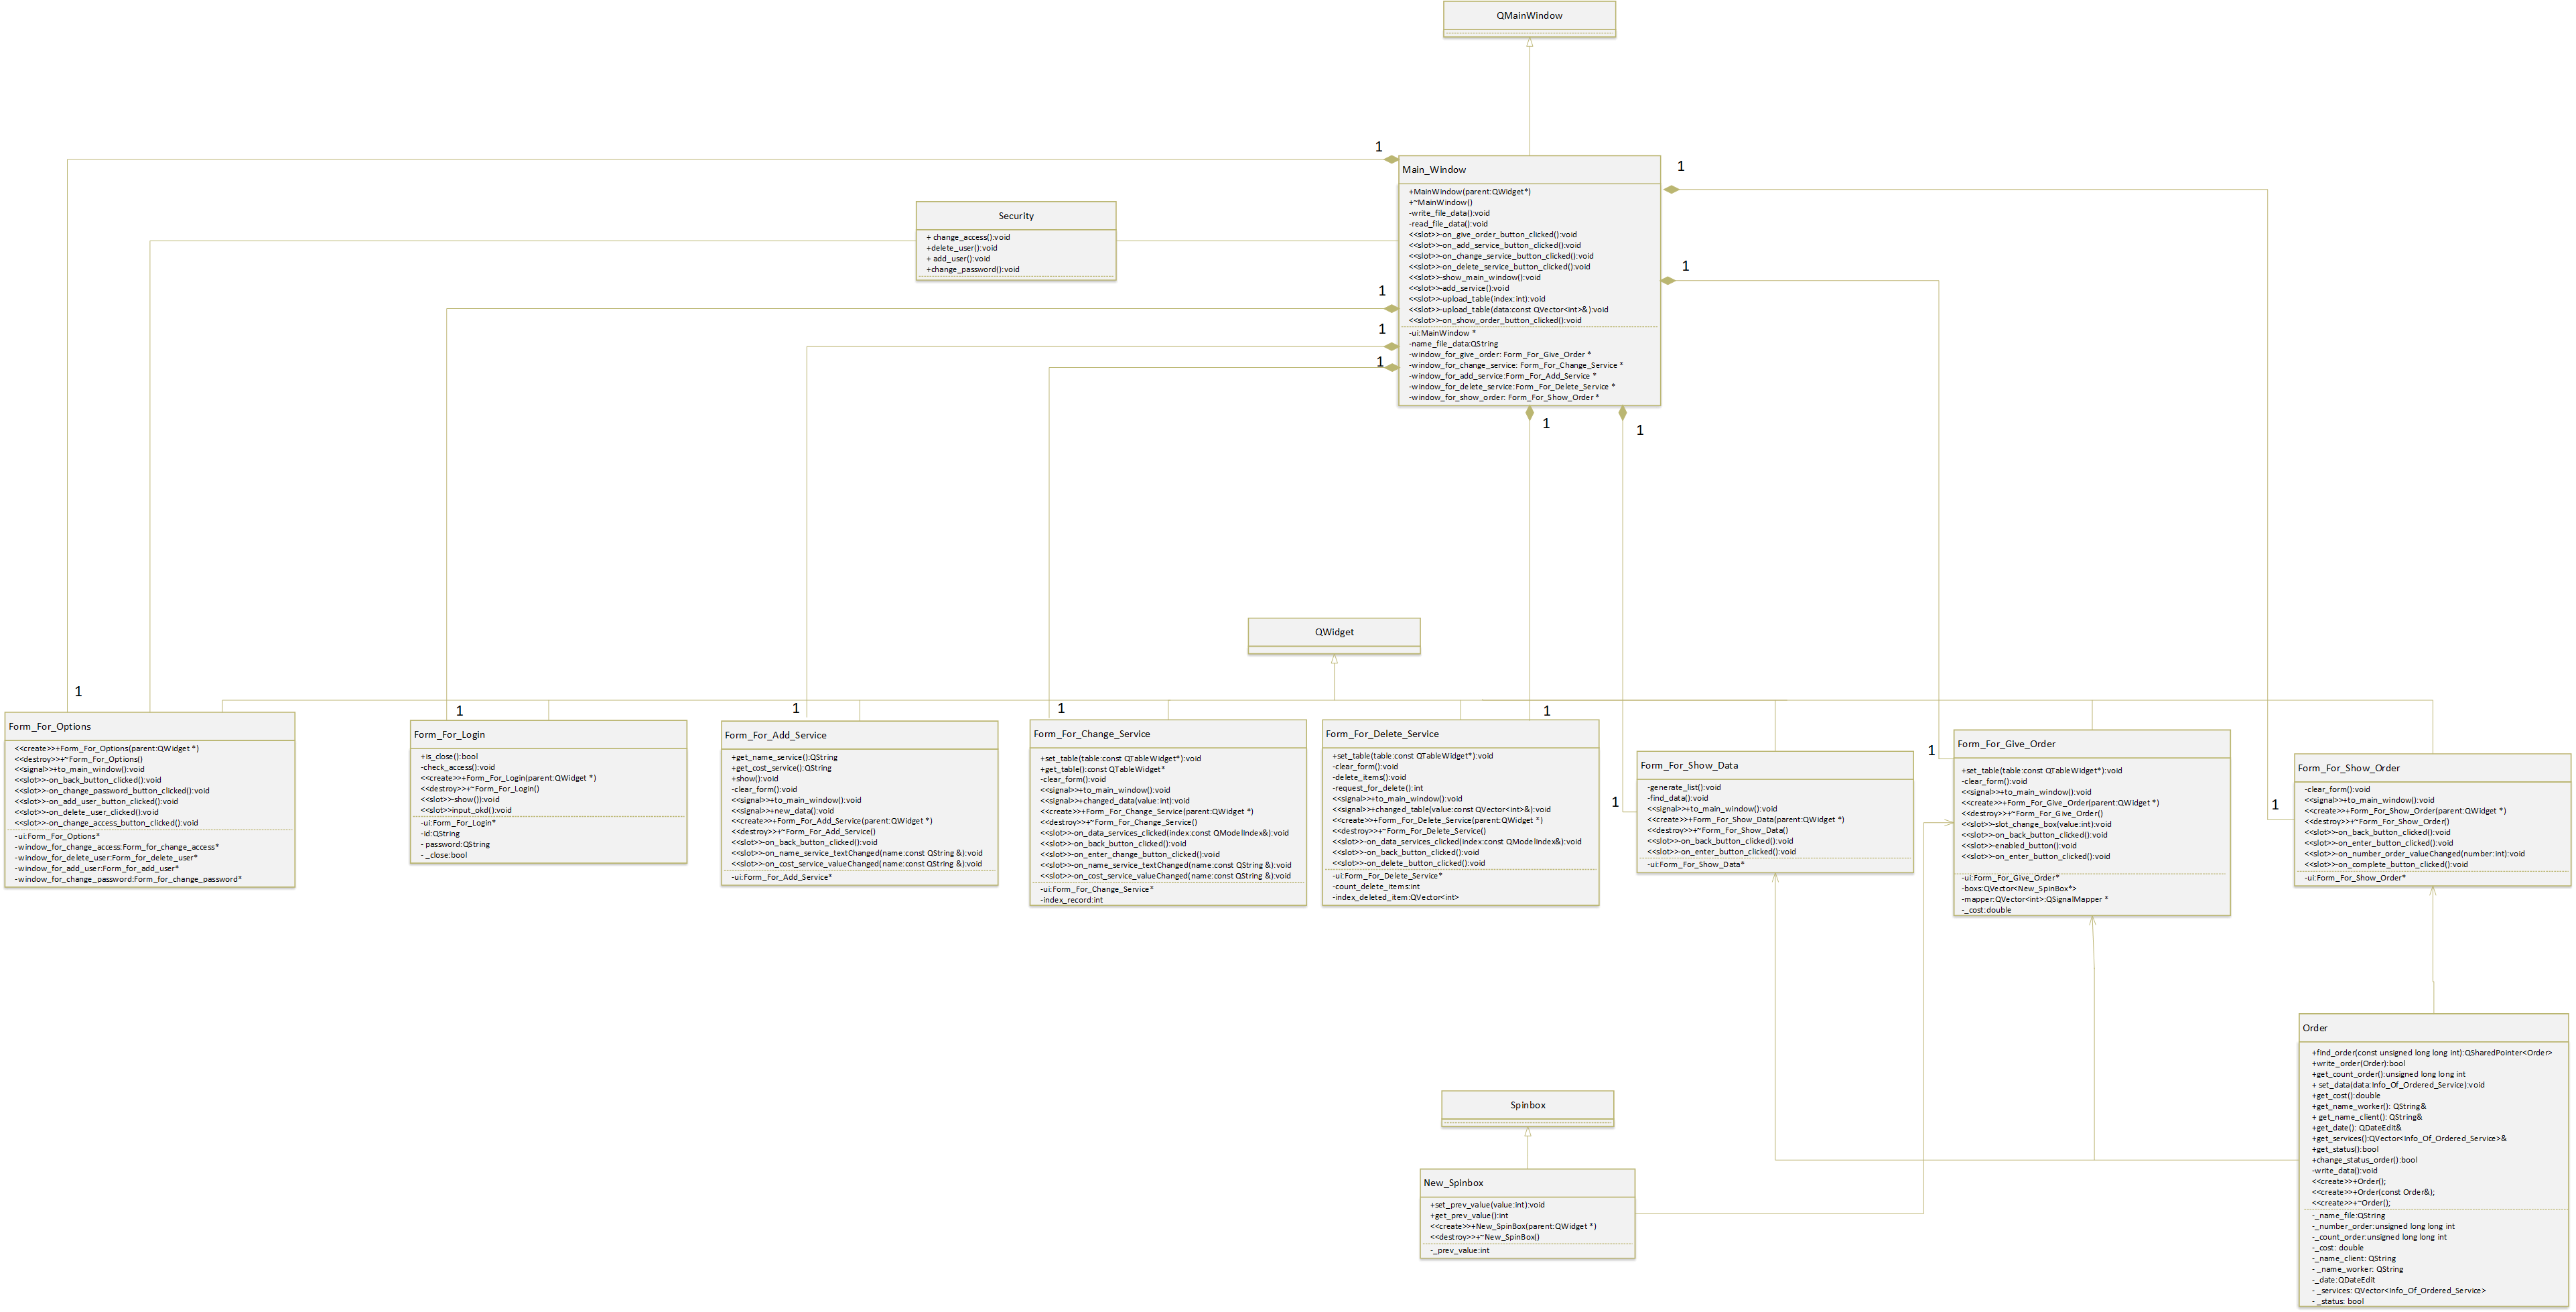 QMainWindow
1
1
Main_Window
+MainWindow(parent:QWidget*)
+~MainWindow()
-write_file_data():void
-read_file_data():void
<<slot>>-on_give_order_button_clicked():void
<<slot>>-on_add_service_button_clicked():void
<<slot>>-on_change_service_button_clicked():void
<<slot>>-on_delete_service_button_clicked():void
<<slot>>-show_main_window():void
<<slot>>-add_service():void
<<slot>>-upload_table(index:int):void
<<slot>>-upload_table(data:const QVector<int>&):void
<<slot>>-on_show_order_button_clicked():void
-ui:MainWindow *
-name_file_data:QString
-window_for_give_order: Form_For_Give_Order *
-window_for_change_service: Form_For_Change_Service *
-window_for_add_service:Form_For_Add_Service *
-window_for_delete_service:Form_For_Delete_Service *
-window_for_show_order: Form_For_Show_Order *
Security
+ change_access():void
+delete_user():void
+ add_user():void
+change_password():void
1
1
1
1
1
1
QWidget
1
1
1
1
1
1
1
1
Form_For_Options
<<create>>+Form_For_Options(parent:QWidget *)
<<destroy>>+~Form_For_Options()
<<signal>>+to_main_window():void
<<slot>>-on_back_button_clicked():void
<<slot>>-on_change_password_button_clicked():void
<<slot>>-on_add_user_button_clicked():void
<<slot>>-on_delete_user_clicked():void
<<slot>>-on_change_access_button_clicked():void
-ui:Form_For_Options*
-window_for_change_access:Form_for_change_access*
-window_for_delete_user:Form_for_delete_user*
-window_for_add_user:Form_for_add_user*
-window_for_change_password:Form_for_change_password*
Form_For_Login
+is_close():bool
-check_access():void
<<create>>+Form_For_Login(parent:QWidget *)
<<destroy>>+~Form_For_Login()
<<slot>>-show()):void
<<slot>>input_okd():void
-ui:Form_For_Login*
-id:QString
- password:QString
- _close:bool
Form_For_Add_Service
+get_name_service():QString
+get_cost_service():QString
+show():void
-clear_form():void
<<signal>>+to_main_window():void
<<signal>>+new_data():void
<<create>>+Form_For_Add_Service(parent:QWidget *)
<<destroy>>+~Form_For_Add_Service()
<<slot>>-on_back_button_clicked():void
<<slot>>-on_name_service_textChanged(name:const QString &):void
<<slot>>-on_cost_service_valueChanged(name:const QString &):void
-ui:Form_For_Add_Service*
Form_For_Change_Service
+set_table(table:const QTableWidget*):void
+get_table():const QTableWidget*
-clear_form():void
<<signal>>+to_main_window():void
<<signal>>+changed_data(value:int):void
<<create>>+Form_For_Change_Service(parent:QWidget *)
<<destroy>>+~Form_For_Change_Service()
<<slot>>-on_data_services_clicked(index:const QModelIndex&):void
<<slot>>-on_back_button_clicked():void
<<slot>>-on_enter_change_button_clicked():void
<<slot>>-on_name_service_textChanged(name:const QString &):void
<<slot>>-on_cost_service_valueChanged(name:const QString &):void
-ui:Form_For_Change_Service*
-index_record:int
Form_For_Delete_Service
+set_table(table:const QTableWidget*):void
-clear_form():void
-delete_items():void
-request_for_delete():int
<<signal>>+to_main_window():void
<<signal>>+changed_table(value:const QVector<int>&):void
<<create>>+Form_For_Delete_Service(parent:QWidget *)
<<destroy>>+~Form_For_Delete_Service()
<<slot>>-on_data_services_clicked(index:const QModelIndex&):void
<<slot>>-on_back_button_clicked():void
<<slot>>-on_delete_button_clicked():void
-ui:Form_For_Delete_Service*
-count_delete_items:int
-index_deleted_item:QVector<int>
Form_For_Show_Data
-generate_list():void
-find_data():void
<<signal>>+to_main_window():void
<<create>>+Form_For_Show_Data(parent:QWidget *)
<<destroy>>+~Form_For_Show_Data()
<<slot>>-on_back_button_clicked():void
<<slot>>-on_enter_button_clicked():void
-ui:Form_For_Show_Data*
Form_For_Give_Order
+set_table(table:const QTableWidget*):void
-clear_form():void
<<signal>>+to_main_window():void
<<create>>+Form_For_Give_Order(parent:QWidget *)
<<destroy>>+~Form_For_Give_Order()
<<slot>>-slot_change_box(value:int):void
<<slot>>-on_back_button_clicked():void
<<slot>>-enabled_button():void
<<slot>>-on_enter_button_clicked():void
-ui:Form_For_Give_Order*
-boxs:QVector<New_SpinBox*>
-mapper:QVector<int>:QSignalMapper *
-_cost:double
Form_For_Show_Order
-clear_form():void
<<signal>>+to_main_window():void
<<create>>+Form_For_Show_Order(parent:QWidget *)
<<destroy>>+~Form_For_Show_Order()
<<slot>>-on_back_button_clicked():void
<<slot>>-on_enter_button_clicked():void
<<slot>>-on_number_order_valueChanged(number:int):void
<<slot>>-on_complete_button_clicked():void
-ui:Form_For_Show_Order*
Order
+find_order(const unsigned long long int):QSharedPointer<Order>
+write_order(Order):bool
+get_count_order():unsigned long long int
+ set_data(data:Info_Of_Ordered_Service):void
+get_cost():double
+get_name_worker(): QString&
+ get_name_client(): QString&
+get_date(): QDateEdit&
+get_services():QVector<Info_Of_Ordered_Service>&
+get_status():bool
+change_status_order():bool
-write_data():void
<<create>>+Order();
<<create>>+Order(const Order&);
<<create>>+~Order();
-_name_file:QString
-_number_order:unsigned long long int
-_count_order:unsigned long long int
-_cost: double
-_name_client: QString
- _name_worker: QString
-_date:QDateEdit
- _services: QVector<Info_Of_Ordered_Service>
- _status: bool
Spinbox
New_Spinbox
+set_prev_value(value:int):void
+get_prev_value():int
<<create>>+New_SpinBox(parent:QWidget *)
<<destroy>>+~New_SpinBox()
-_prev_value:int